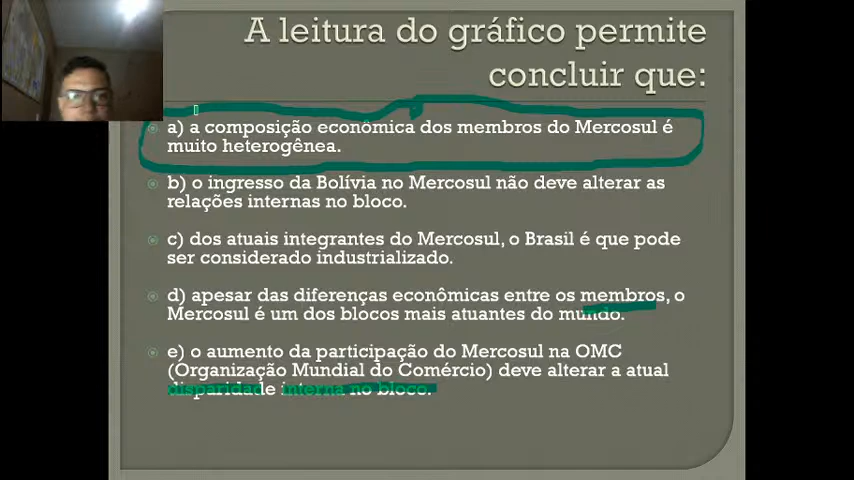 A leitura do gráfico permite
concluir que:
a) a composição econômica dos membros do Mercosul é
muito heterogênea.
b) o ingresso da Bolívia no Mercosul não deve alterar as
relações internas no bloco.
c) dos atuais integrantes do Mercosul, o Brasil é que pode
ser considerado industrializado.
d) apesar das diferenças econômicas entre os membros, o
Mercosul é um dos blocos mais atuantes do mundo.
e) o aumento da participação do Mercosul na OMC
(Organização Mundial do Comércio) deve alterar a atual
disparidade interna no bloco.